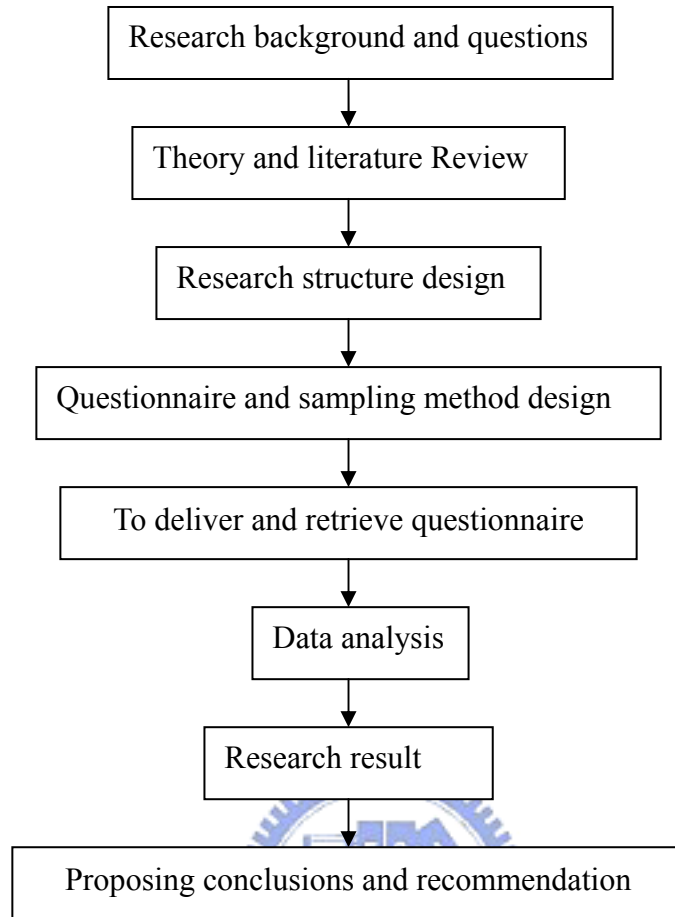 Research background and questions
Theory and literature Review
Research structure design
Questionnaire and sampling method design
To deliver and retrieve questionnaire
Data analysis
Research result
Proposing conclusions and recommendation